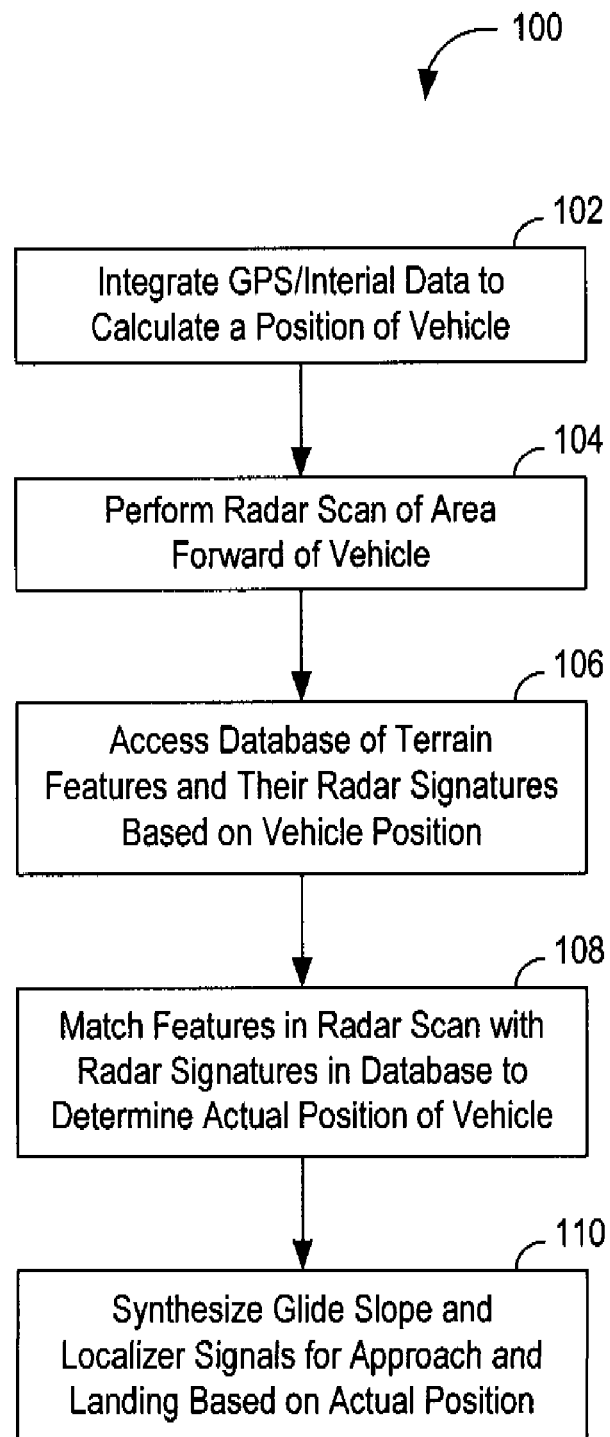 100
102
Integrate GPS/Interial Data to
Calculate a Position of Vehicle
104
Perform Radar Scan of Area
Forward of Vehicle
106
Access Database of Terrain
Features and Their Radar Signatures
Based on Vehicle Position
108
Match Features in Radar Scan with
Radar Signatures in Database to
Determine Actual Position of Vehicle
110
Synthesize Glide Slope and
Localizer Signals for Approach and
Landing Based on Actual Position